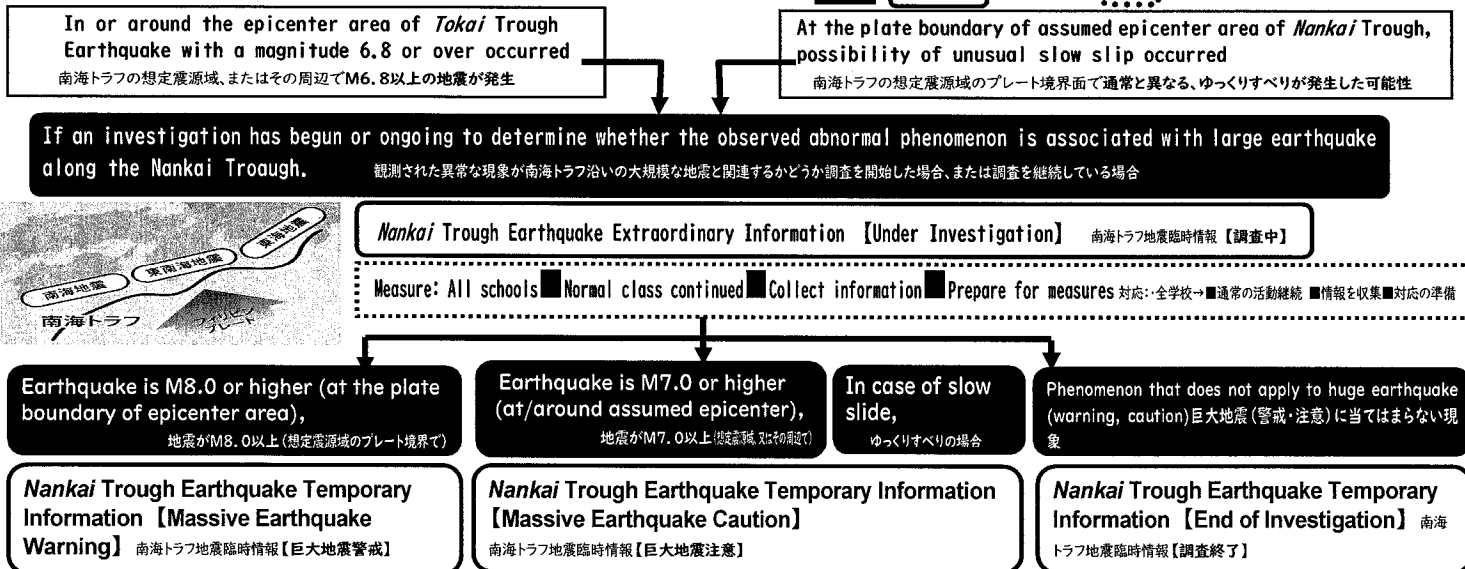 In or around the epicenter area of Tokai Trough
Earthquake with a magnitude 6.8 or over occurred
南海トラフの想定震源域、またはその周辺でM6.8以上の地震が発生
At the plate boundary of assumed epicenter area of Nankai Trough,
possibility of unusual slow slip occurred
南海トラフの想定震源域のプレート境界面で通常と異なる、ゆっくりすべりが発生した可能性
If an investigation has begun or ongoing to determine whether the observed abnormal phenomenon is associated with large earthquake
along the Nankai Troaugh. 観測された異常な現象が南海トラフ沿いの大規模な地震と関連するかどうか調査を開始した場合、または調査を継続している場合
東海地震
東南海地震
南海地震
南海トラフ
フィリピン
プレート
Nankai Trough Earthquake Extraordinary Information 【Under Investigation】 南海トラフ地震臨時情報【調査中】
Measure: All schools■Normal class continued■Collect information■Prepare for measures 対応:・全学校→■通常の活動継続 ■情報を収集■対応の準備
Earthquake is M8.0 or higher (at the plate
boundary of epicenter area),
地震がM8.0以上(想定震源域のプレート境界で)
Earthquake is M7.0 or higher
(at/around assumed epicenter),
地震がM7.0以上(想定震源域、又はその周辺で)
In case of slow
slide,
ゆっくりすべりの場合
Phenomenon that does not apply to huge earthquake
(warning, caution)巨大地震(警戒・注意)に当てはまらない現
象
Nankai Trough Earthquake Temporary
Information 【Massive Earthquake
Warning】 南海トラフ地震臨時情報【巨大地震警戒】
Nankai Trough Earthquake Temporary Information
【Massive Earthquake Caution】
南海トラフ地震臨時情報【巨大地震注意】
Nankai Trough Earthquake Temporary
Information 【End of Investigation】 南海
トラフ地震臨時情報【調査終了】